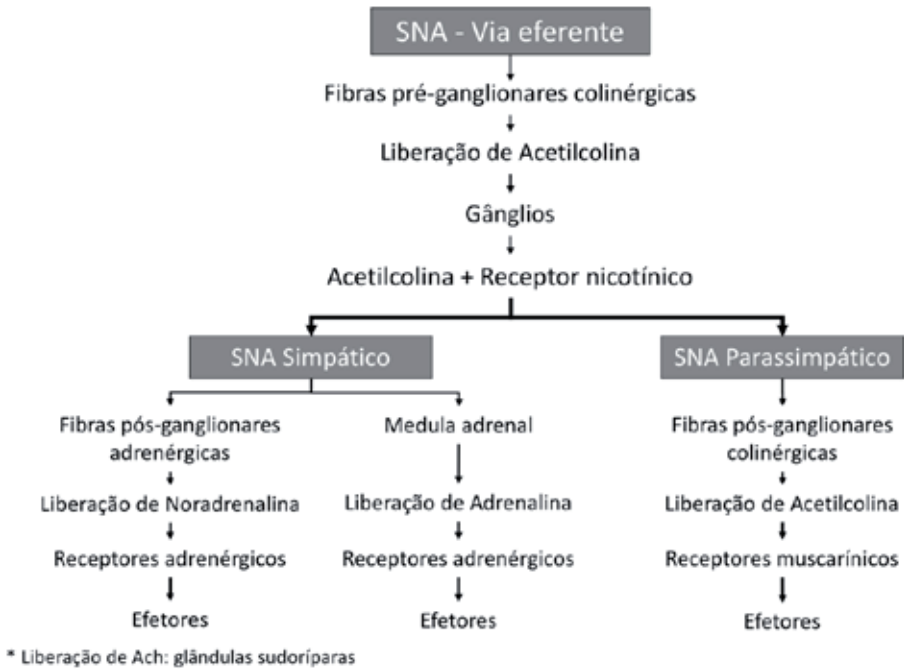 SNA - Via eferente
Fibras pré-ganglionares colinérgicas
Liberação de Acetilcolina
Gânglios
Acetilcolina + Receptor nicotínico
SNA Simpático
SNA Parassimpático
Fibras pós-ganglionares
adrenérgicas
Medula adrenal
Fibras pós-ganglionares
colinérgicas
Liberação de Noradrenalina
Liberação de Adrenalina
Liberação de Acetilcolina
Receptores adrenérgicos
Receptores adrenérgicos
Receptores muscarínicos
Efetores
Efetores
Efetores
* Liberação de Ach: glândulas sudoríparas